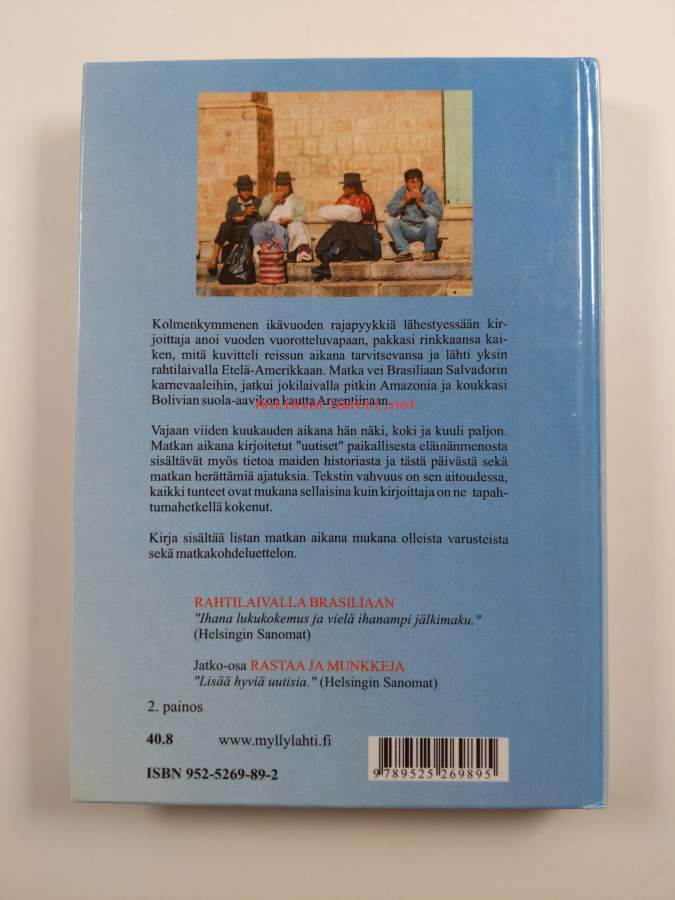 Kolmenkymmenen ikävuoden rajapyykkiä lähestyessään kir-
joittaja anoi vuoden vuorotteluvapaan, pakkasi rinkkaansa kai-
ken, mitä kuvitteli reissun aikana tarvitsevansa ja lähti yksin
rahtilaivalla Etelä-Amerikkaan. Matka vei Brasiliaan Salvadorin
karnevaaleihin, jatkui jokilaivalla pitkin Amazonia ja koukkasi
Bolivian suola-aavikon kautta Argentiinaan.
Antikvariaatti.net
Vajaan viiden kuukauden aikana hän näki, koki ja kuuli paljon.
Matkan aikana kirjoitetut "uutiset" paikallisesta elämänmenosta
sisältävät myös tietoa maiden historiasta ja tästä päivästä sekä
matkan herättämiä ajatuksia. Tekstin vahvuus on sen aitoudessa,
kaikki tunteet ovat mukana sellaisina kuin kirjoittaja on ne tapah-
tumahetkellä kokenut.
Kirja sisältää listan matkan aikana mukana olleista varusteista
sekä matkakohdeluettelon.
RAHTILAIVALLA BRASILIAAN
"Ihana lukukokemus ja vielä ihanampi jälkimaku."
(Helsingin Sanomat)
Jatko-osa RASTAA JA MUNKKEJA
"Lisää hyviä uutisia." (Helsingin Sanomat)
2. painos
40.8 www.myllylahti.fi
ISBN 952-5269-89-2
9 789525 269895